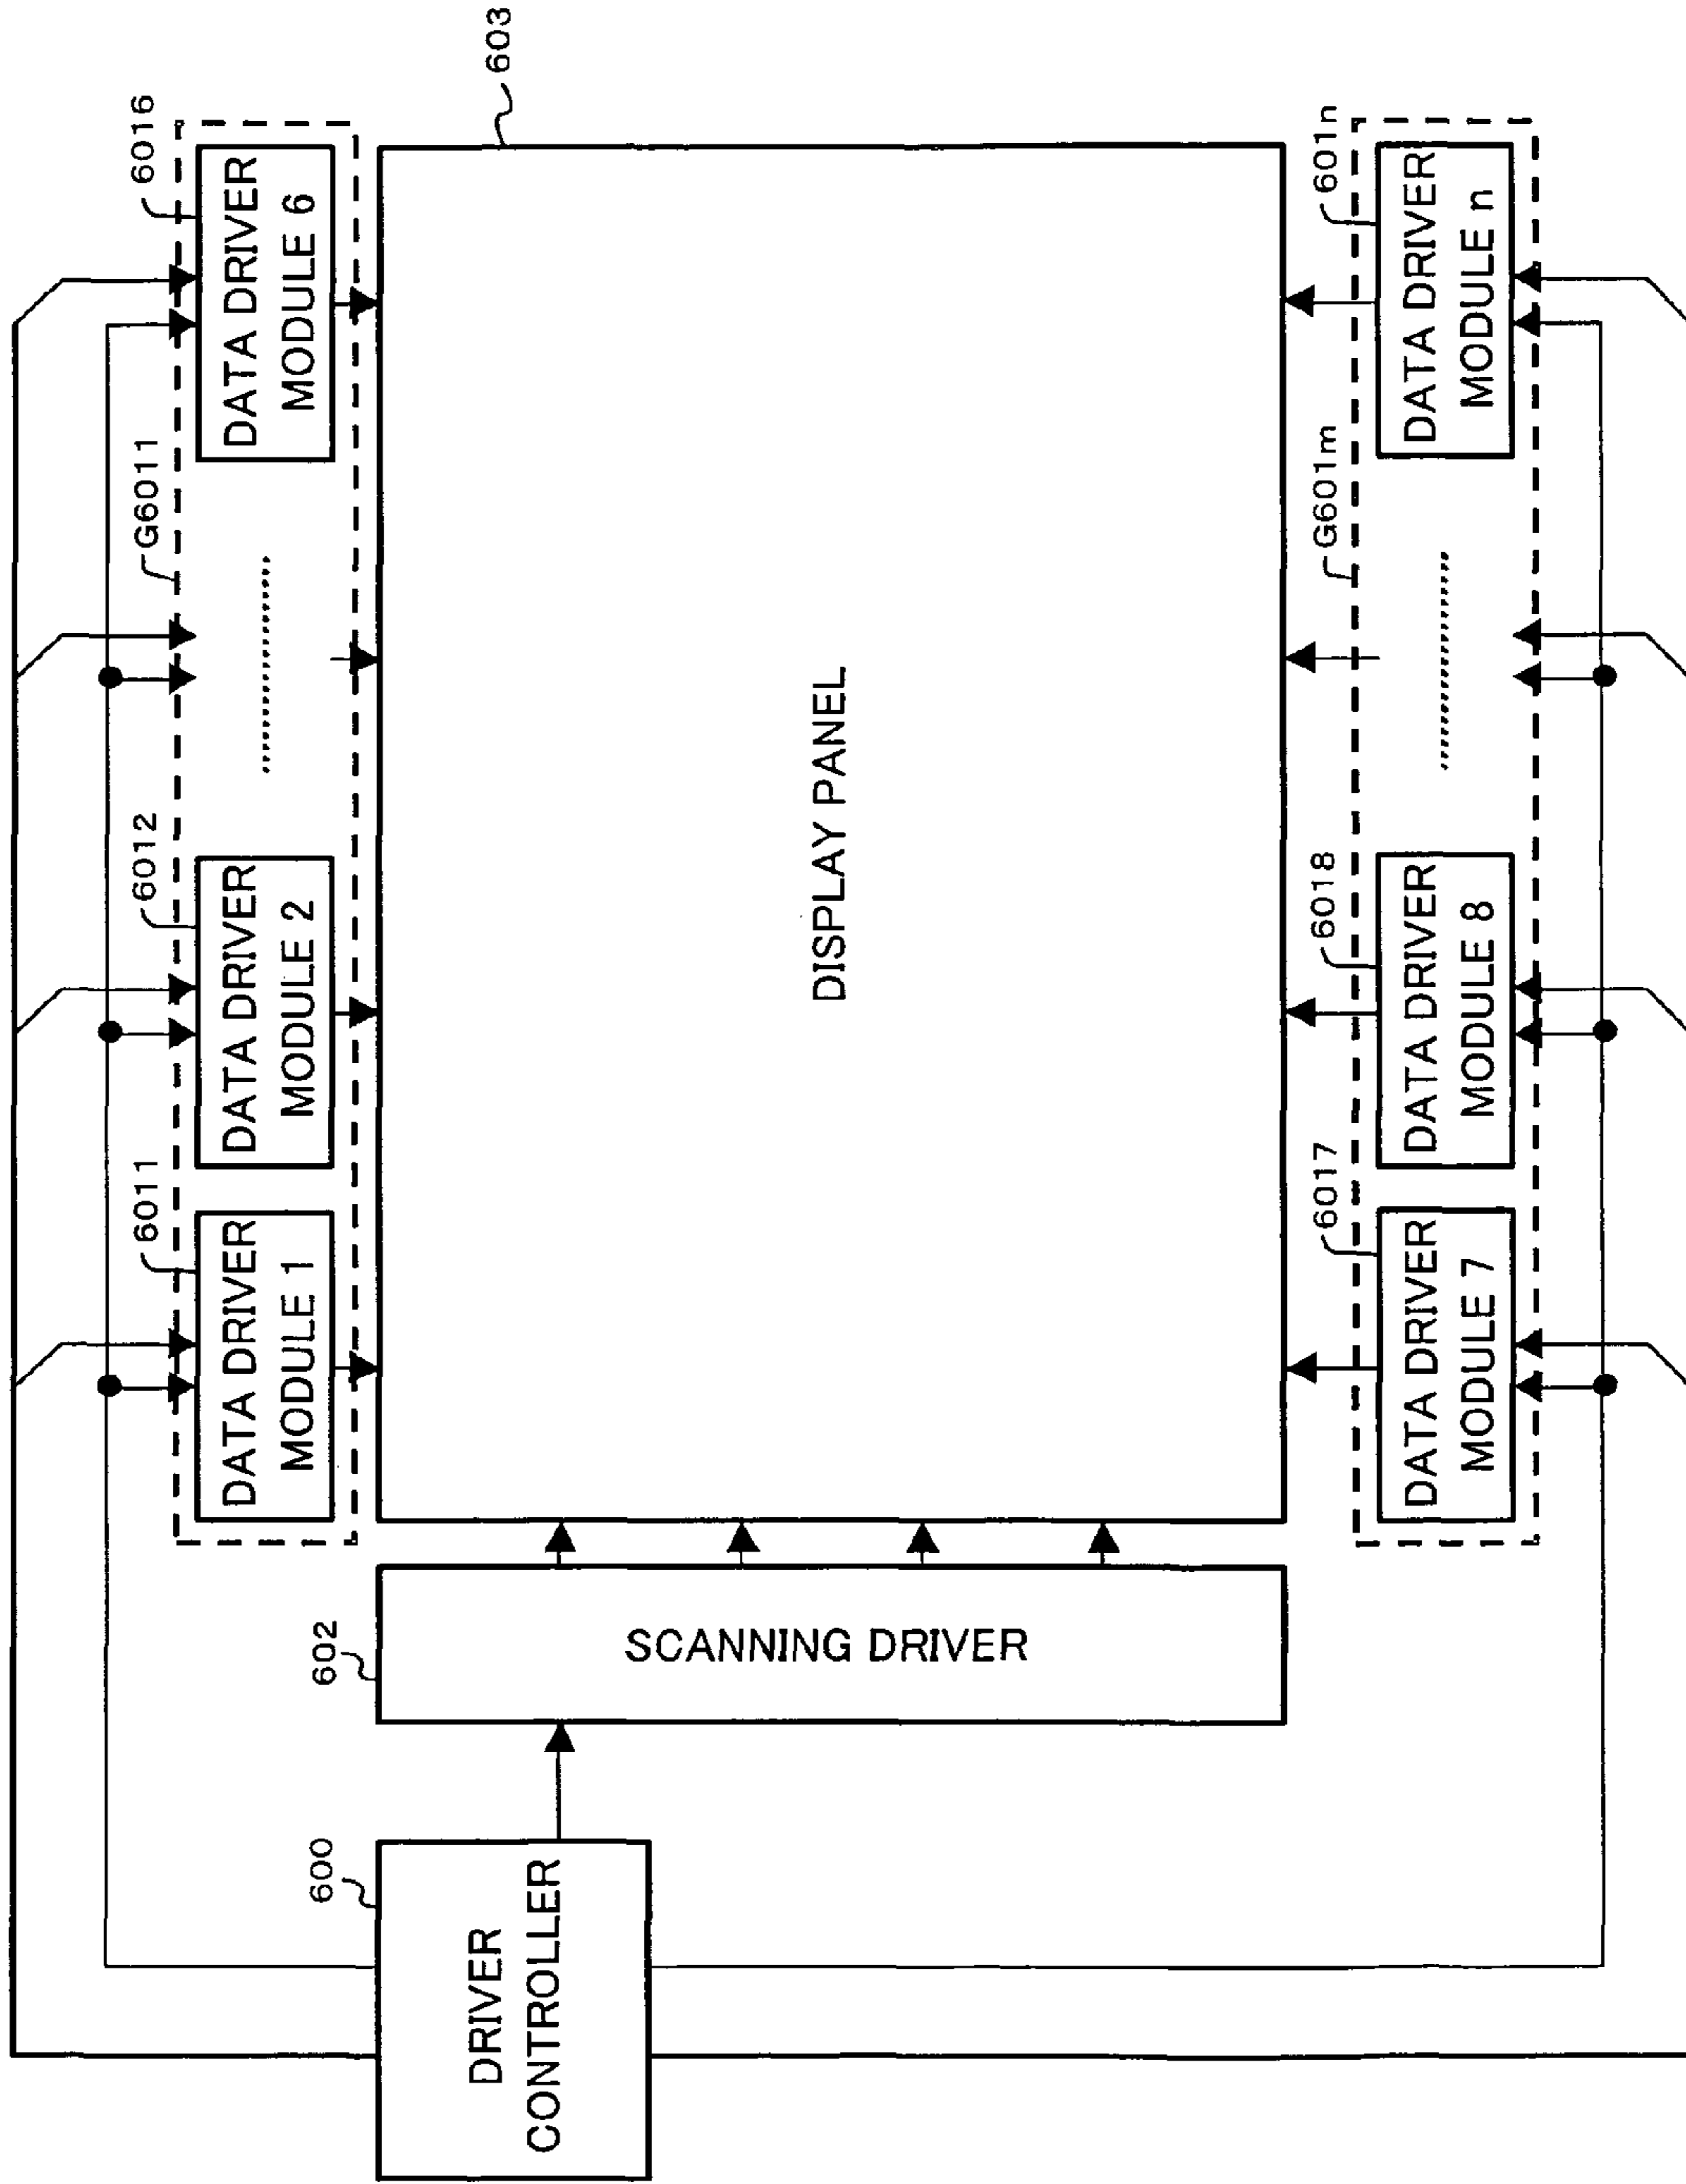 6011
6012
G6011
6016
DATA DRIVER
MODULE 1
DATA DRIVER
MODULE 2
DATA DRIVER
MODULE 6
600
DRIVER
CONTROLLER
602
SCANNING DRIVER
DISPLAY PANEL
603
6017
6018
G601m
601n
DATA DRIVER
MODULE 7
DATA DRIVER
MODULE 8
DATA DRIVER
MODULE n